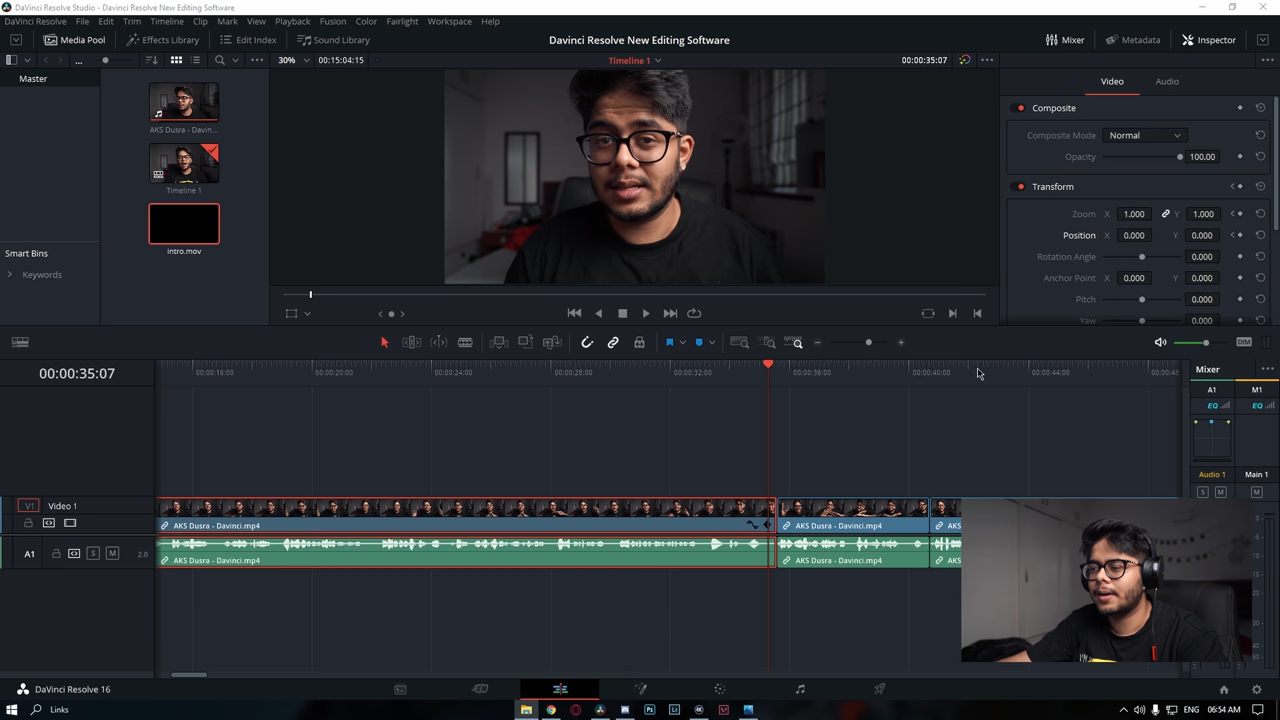 DaVinci Resolve Studio - Davinci Resolve New Editing Software
DaVinci Resolve File Edit Trim Timeline Clip Mark View Playback Fusion Color Fairlight Workspace Help
Media Pool Effects Library Edit Index Sound Library Davinci Resolve New Editing Software Mixer Metadata Inspector
... 30% 00:15:04:15 Timeline 1 00:00:35:07
Master
AKS Dusra - Davin...
Timeline 1
intro.mov
Smart Bins
Keywords
Video Audio
Composite
Composite Mode Normal
Opacity 100.00
Transform
Zoom X 1.000 Y 1.000
Position X 0.000 Y 0.000
Rotation Angle 0.000
Anchor Point X 0.000 Y 0.000
Pitch 0.000
Yaw 0.000
DIM
00:00:35:07
00:00:16:00 00:00:20:00 00:00:24:00 00:00:28:00 00:00:32:00 00:00:36:00 00:00:40:00 00:00:44:00 00:00:48
Mixer
A1 M1
EQ EQ
Audio 1 Main 1
S M M
V1 Video 1
AKS Dusra - Davinci.mp4 AKS Dusra - Davinci.mp4 AKS
A1 S M 2.0
AKS Dusra - Davinci.mp4 AKS Dusra - Davinci.mp4 AKS
DaVinci Resolve 16
Links Ps Lr ENG 06:54 AM